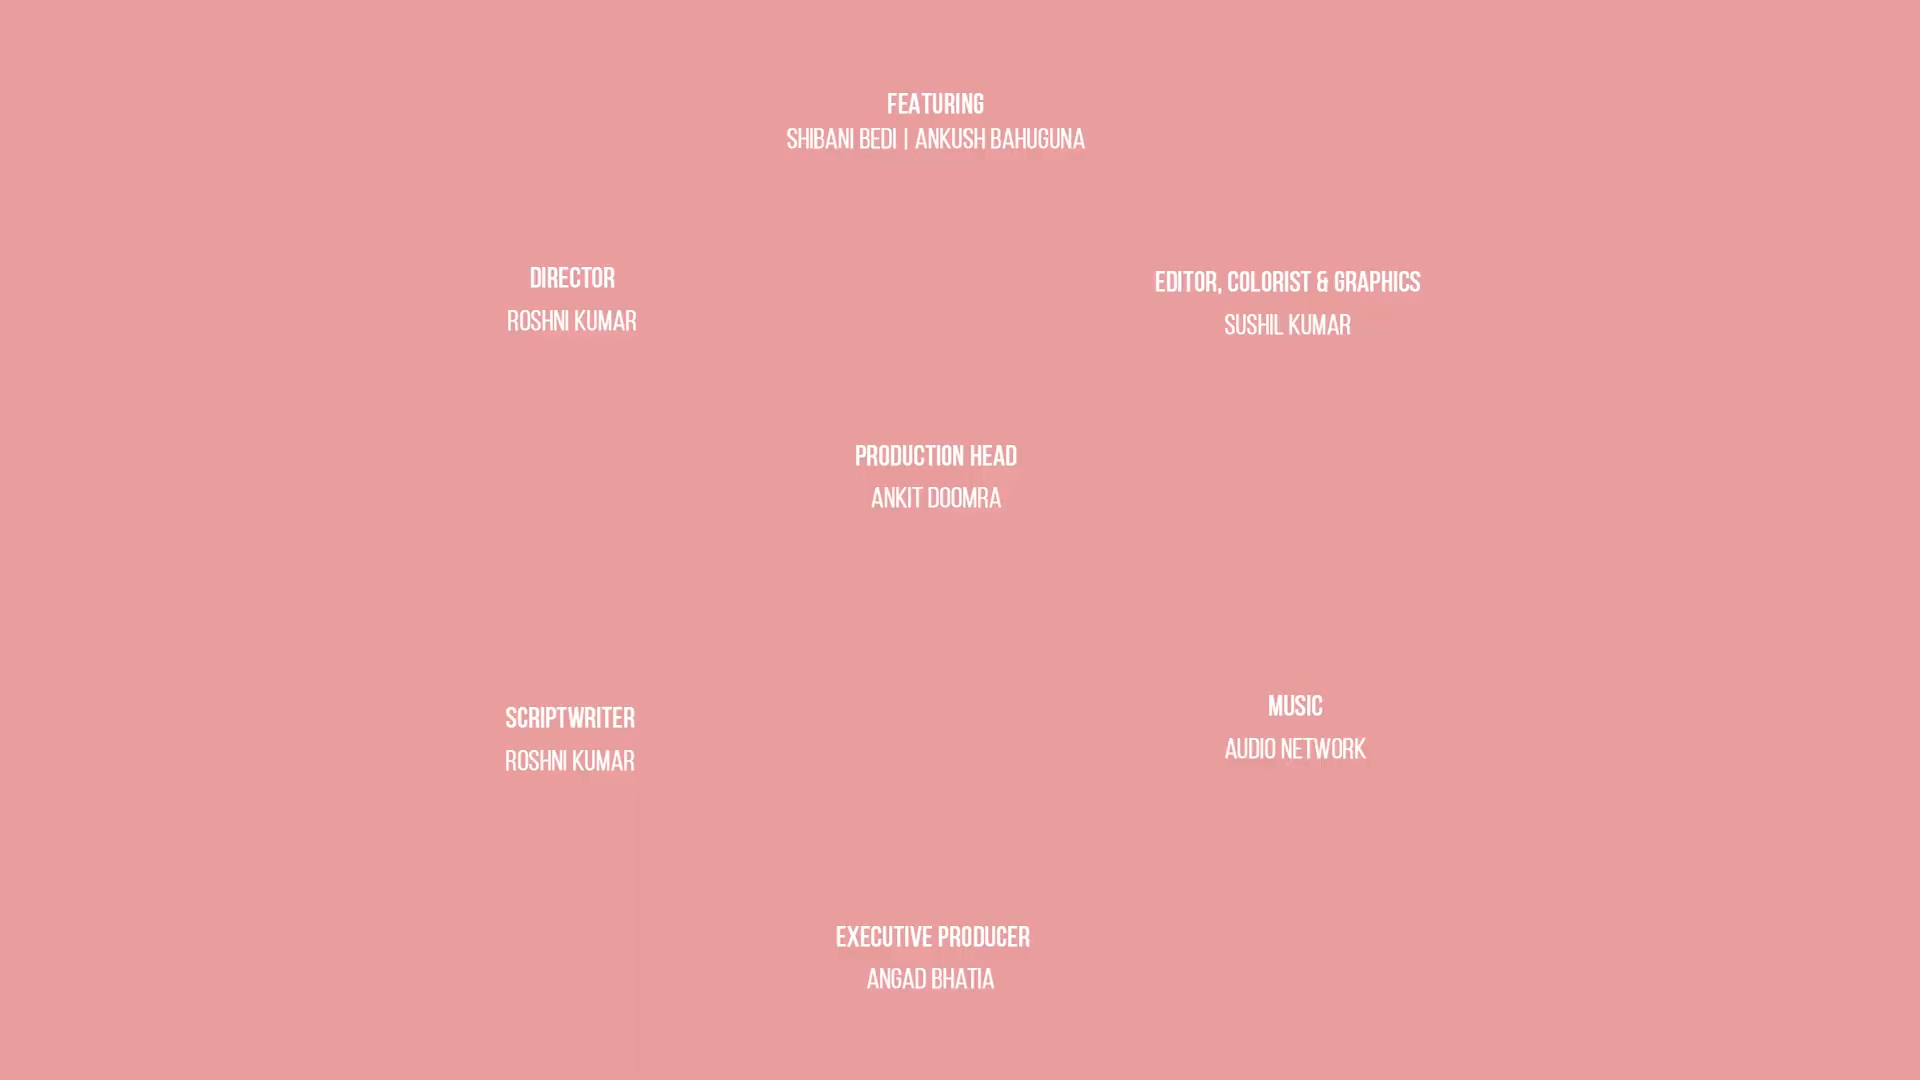 FEATURING
SHIBANI BEDI | ANKUSH BAHUGUNA
DIRECTOR
ROSHNI KUMAR
EDITOR, COLORIST & GRAPHICS
SUSHIL KUMAR
PRODUCTION HEAD
ANKIT DOOMRA
SCRIPTWRITER
ROSHNI KUMAR
MUSIC
AUDIO NETWORK
EXECUTIVE PRODUCER
ANGAD BHATIA